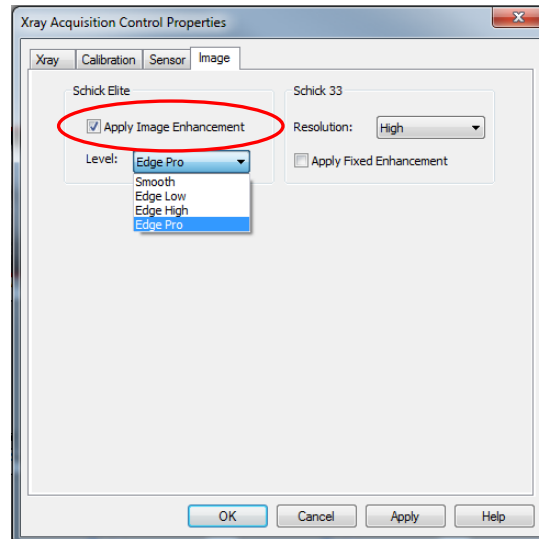 Xray Acquisition Control Properties
Xray Calibration Sensor Image
Schick Elite
Apply Image Enhancement
Level: Edge Pro
Smooth
Edge Low
Edge High
Edge Pro
Schick 33
Resolution: High
Apply Fixed Enhancement
OK Cancel Apply Help